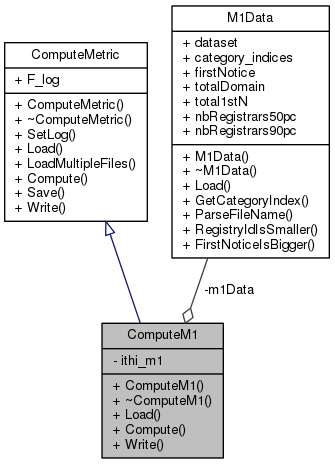 M1Data
+ dataset
+ category_indices
+ firstNotice
+ totalDomain
+ total1stN
+ nbRegistrars50pc
+ nbRegistrars90pc
+ M1Data()
+ ~M1Data()
+ Load()
+ GetCategoryIndex()
+ ParseFileName()
+ RegistryIdIsSmaller()
+ FirstNoticeIsBigger()
ComputeMetric
+ F_log
+ ComputeMetric()
+ ~ComputeMetric()
+ SetLog()
+ Load()
+ LoadMultipleFiles()
+ Compute()
+ Save()
+ Write()
-m1Data
ComputeM1
- ithi_m1
+ ComputeM1()
+ ~ComputeM1()
+ Load()
+ Compute()
+ Write()